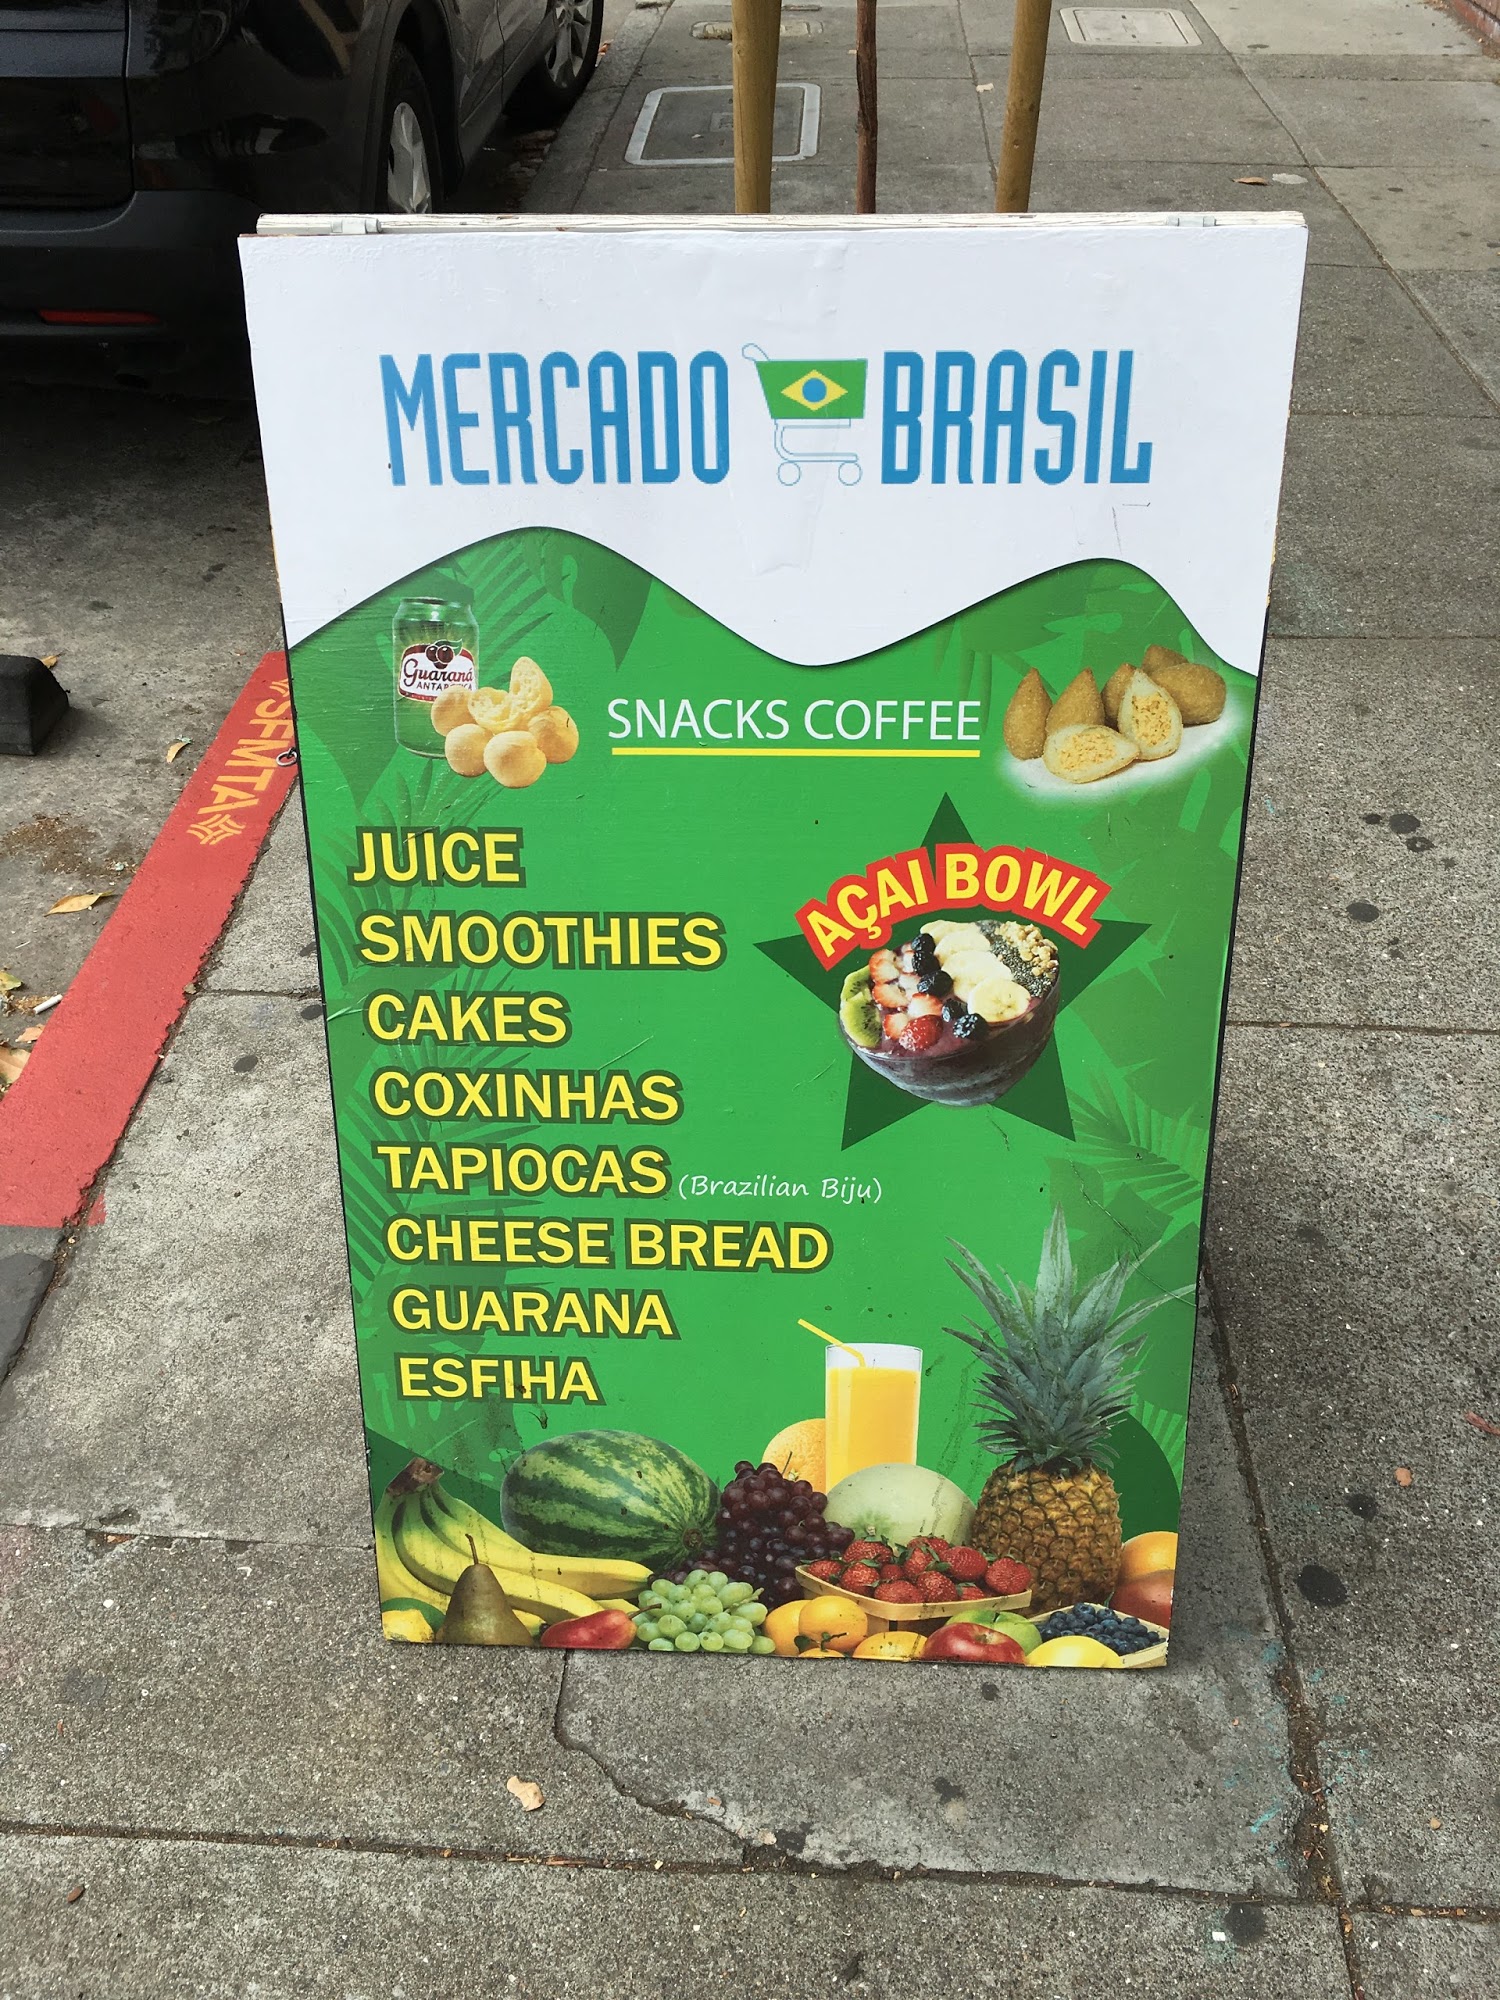 MERCADO BRASIL
Guaraná
ANTARCTICA
SNACKS COFFEE
SFMTA
JUICE
AÇAI BOWL
SMOOTHIES
CAKES
COXINHAS
TAPIOCAS (Brazilian Biju)
CHEESE BREAD
GUARANA
ESFIHA